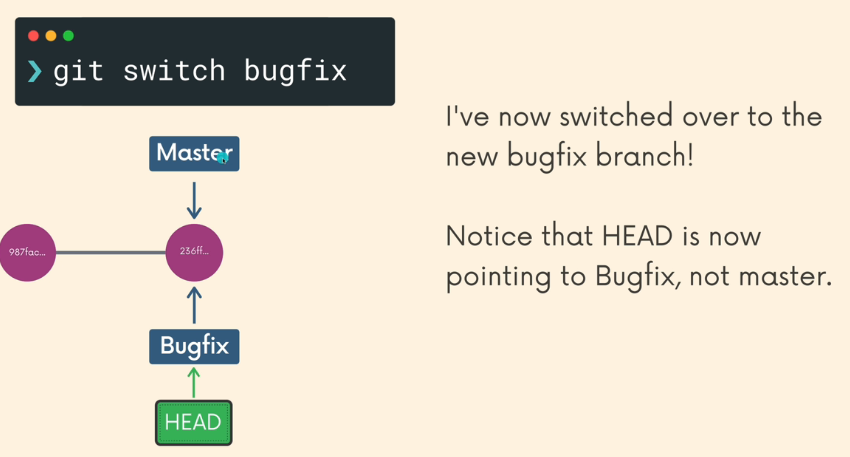 ❯ git switch bugfix
Master
987fac...
236ff...
Bugfix
HEAD
I've now switched over to the
new bugfix branch!
Notice that HEAD is now
pointing to Bugfix, not master.